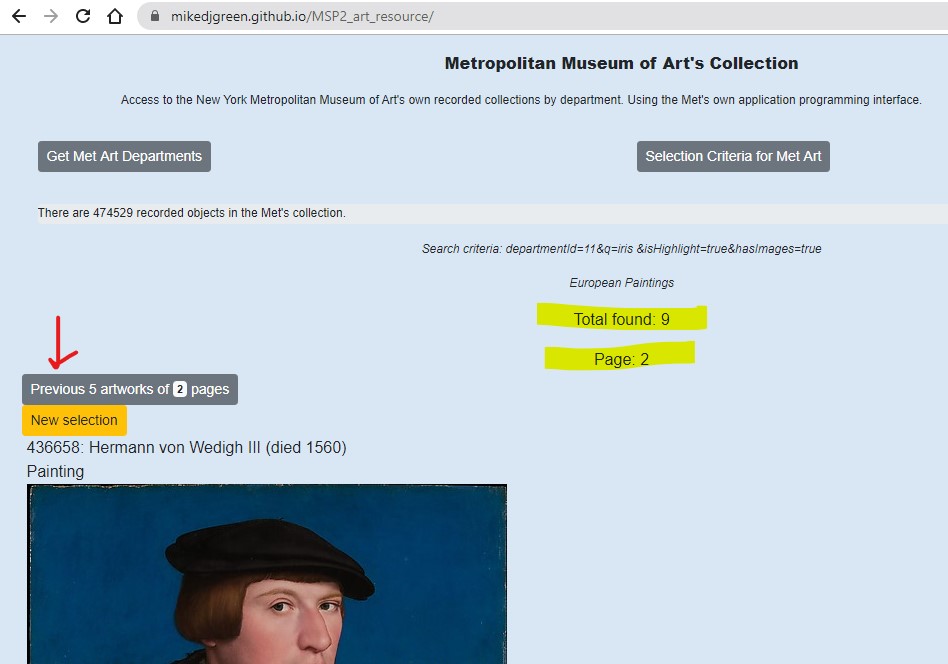 mikedjgreen.github.io/MSP2_art_resource/
Metropolitan Museum of Art's Collection
Access to the New York Metropolitan Museum of Art's own recorded collections by department. Using the Met's own application programming interface.
Get Met Art Departments
Selection Criteria for Met Art
There are 474529 recorded objects in the Met's collection.
Search criteria: departmentId=11&q=iris &isHighlight=true&hasImages=true
European Paintings
Total found: 9
Page: 2
Previous 5 artworks of 2 pages
New selection
436658: Hermann von Wedigh III (died 1560)
Painting